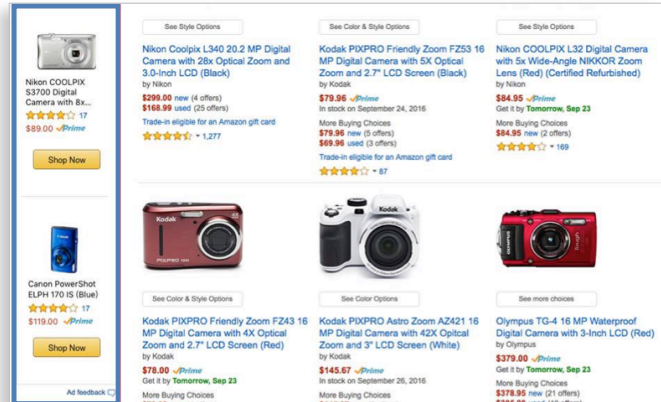 Nikon COOLPIX
S3700 Digital
Camera with 8x...
17
$89.00 Prime
Shop Now
Canon PowerShot
ELPH 170 IS (Blue)
17
$119.00 Prime
Shop Now
Ad feedback
See Style Options
Nikon Coolpix L340 20.2 MP Digital
Camera with 28x Optical Zoom and
3.0-Inch LCD (Black)
by Nikon
$299.00 new (4 offers)
$168.99 used (25 offers)
Trade-in eligible for an Amazon gift card
1,277
See Color & Style Options
Kodak PIXPRO Friendly Zoom FZ53 16
MP Digital Camera with 5X Optical
Zoom and 2.7" LCD Screen (Black)
by Kodak
$79.96 Prime
In stock on September 24, 2016
More Buying Choices
$79.96 new (5 offers)
$69.96 used (3 offers)
Trade-in eligible for an Amazon gift card
87
See Style Options
Nikon COOLPIX L32 Digital Camera
with 5x Wide-Angle NIKKOR Zoom
Lens (Red) (Certified Refurbished)
by Nikon
$84.95 Prime
Get it by Tomorrow, Sep 23
More Buying Choices
$84.95 new (2 offers)
169
Kodak
PIXPRO
See Color & Style Options
Kodak PIXPRO Friendly Zoom FZ43 16
MP Digital Camera with 4X Optical
Zoom and 2.7" LCD Screen (Red)
by Kodak
$78.00 Prime
Get it by Tomorrow, Sep 23
More Buying Choices
Kodak
See Color Options
Kodak PIXPRO Astro Zoom AZ421 16
MP Digital Camera with 42X Opitcal
Zoom and 3" LCD Screen (White)
by Kodak
$145.67 Prime
In stock on September 26, 2016
More Buying Choices
OLYMPUS
Tough
See more choices
Olympus TG-4 16 MP Waterproof
Digital Camera with 3-Inch LCD (Red)
by Olympus
$379.00 Prime
Get it by Tomorrow, Sep 23
More Buying Choices
$378.95 new (21 offers)